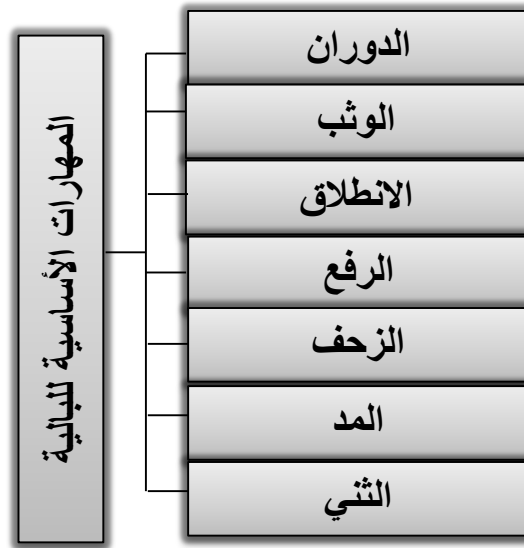 المهارات الأساسية للبالية
الدوران
الوثب
الانطلاق
الرفع
الزحف
المد
الثني